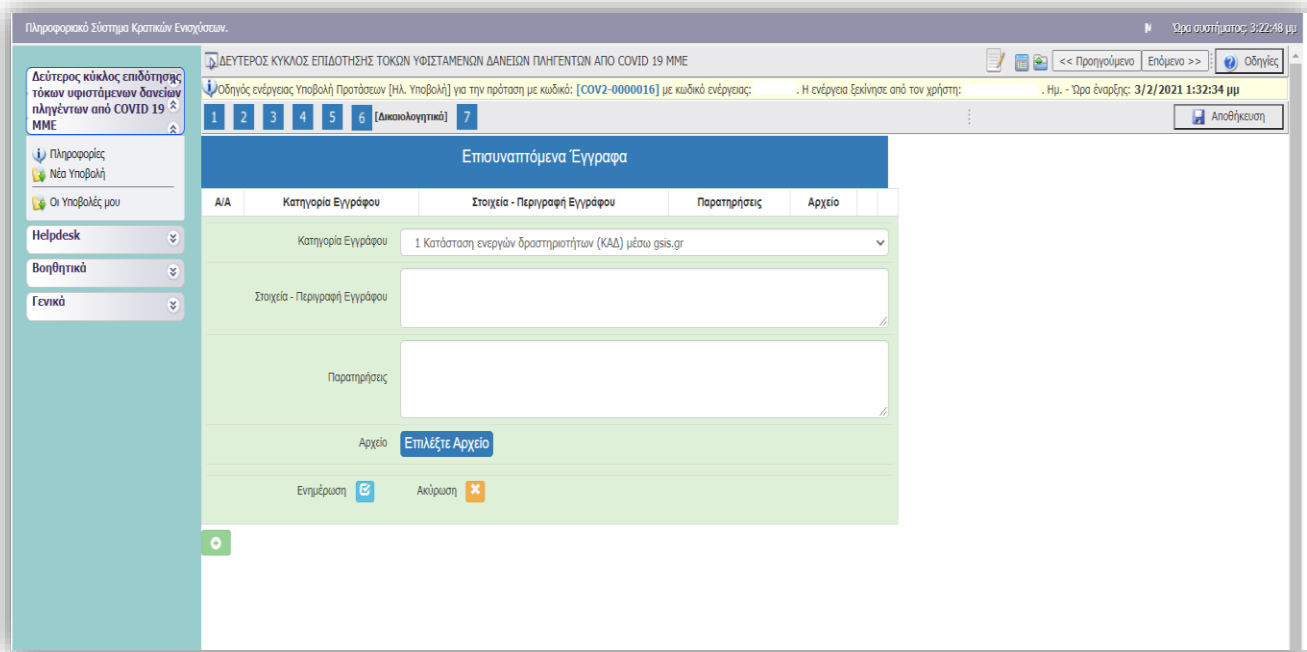 Πληροφοριακό Σύστημα Κρατικών Ενισχύσεων.
Ώρα συστήματος: 3:22:48 μμ
Δεύτερος κύκλος επιδότησης τόκων υφιστάμενων δανείων πληγέντων από COVID 19 ΜΜΕ
Πληροφορίες
Νέα Υποβολή
Οι Υποβολές μου
Helpdesk
Βοηθητικά
Γενικά
ΔΕΥΤΕΡΟΣ ΚΥΚΛΟΣ ΕΠΙΔΟΤΗΣΗΣ ΤΟΚΩΝ ΥΦΙΣΤΑΜΕΝΩΝ ΔΑΝΕΙΩΝ ΠΛΗΓΕΝΤΩΝ ΑΠΟ COVID 19 ΜΜΕ
<< Προηγούμενο Επόμενο >> Οδηγίες
Οδηγός ενέργειας Υποβολή Προτάσεων [Ηλ. Υποβολή] για την πρόταση με κωδικό: [COV2-0000016] με κωδικό ενέργειας: . Η ενέργεια ξεκίνησε από τον χρήστη: . Ημ. - Ώρα έναρξης: 3/2/2021 1:32:34 μμ
1 2 3 4 5 6 [Δικαιολογητικά] 7 Αποθήκευση
Επισυναπτόμενα Έγγραφα
Α/Α Κατηγορία Εγγράφου Στοιχεία - Περιγραφή Εγγράφου Παρατηρήσεις Αρχείο
Κατηγορία Εγγράφου 1 Κατάσταση ενεργών δραστηριοτήτων (ΚΑΔ) μέσω gsis.gr
Στοιχεία - Περιγραφή Εγγράφου
Παρατηρήσεις
Αρχείο Επιλέξτε Αρχείο
Ενημέρωση Ακύρωση